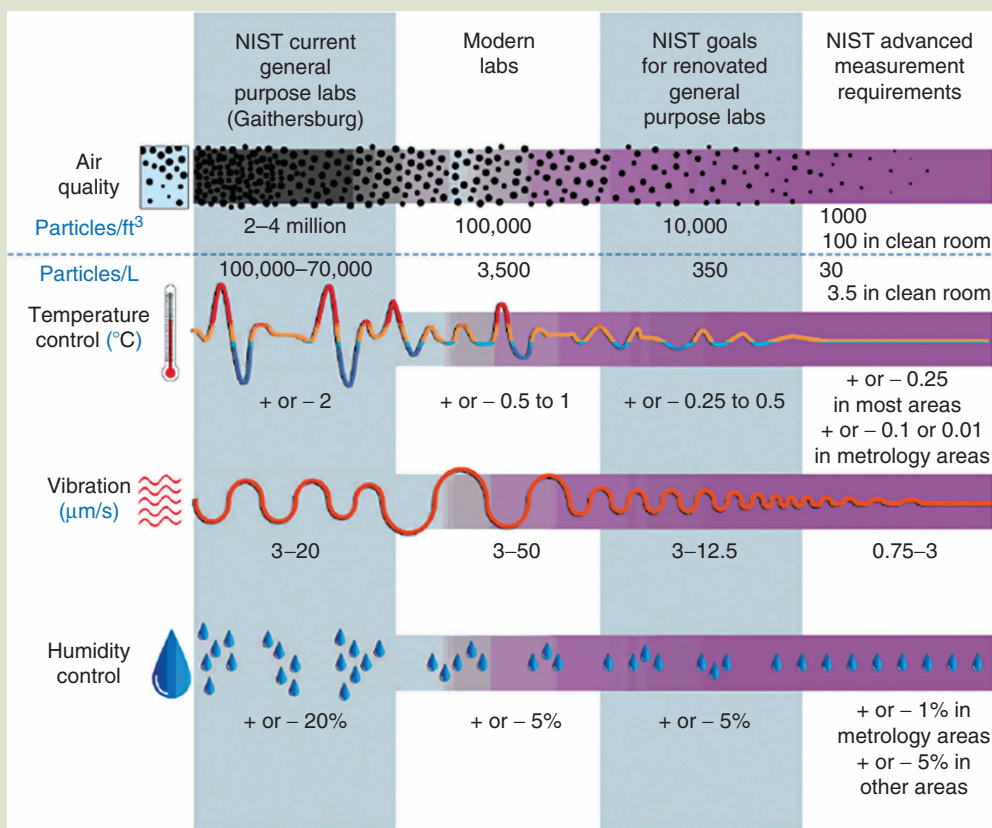 NIST current
general
purpose labs
(Gaithersburg)
Modern
labs
NIST goals
for renovated
general
purpose labs
NIST advanced
measurement
requirements
Air
quality
Particles/ft³
2–4 million
100,000
10,000
1000
100 in clean room
Particles/L
100,000–70,000
3,500
350
30
3.5 in clean room
Temperature
control (°C)
+ or – 2
+ or – 0.5 to 1
+ or – 0.25 to 0.5
+ or – 0.25
in most areas
+ or – 0.1 or 0.01
in metrology areas
Vibration
(μm/s)
3–20
3–50
3–12.5
0.75–3
Humidity
control
+ or – 20%
+ or – 5%
+ or – 5%
+ or – 1% in
metrology areas
+ or – 5% in
other areas